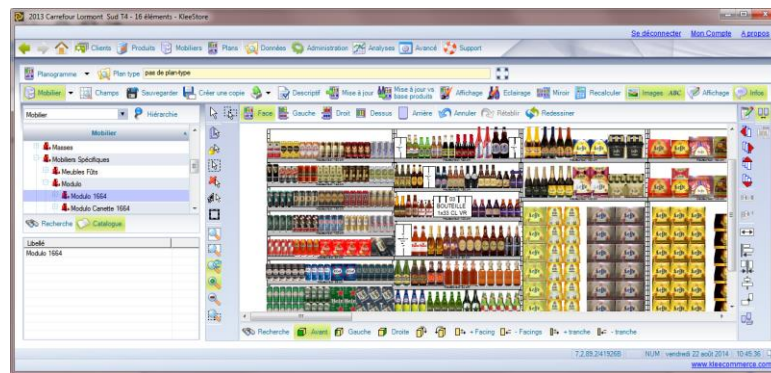 2013 Carrefour Lormont Sud T4 - 16 éléments - KleeStore
Se déconnecter Mon Compte A propos
Clients Produits Mobiliers Plans Données Administration Analyses Avancé Support
Planogramme Plan type pas de plan-type
Mobilier Champs Sauvegarder Créer une copie Descriptif Mise à jour Mise à jour vs base produits Affichage Eclairage Miroir Recalculer Images ABC Affichage Infos
Mobilier Hiérarchie Face Gauche Droit Dessus Arrière Annuler Rétablir Redessiner
Mobilier
Masses
Mobiliers Spécifiques
Meubles Fûts
Modulo
Modulo 1664
Modulo Canette 1664
BOUTEILLE
1x33 CL VR
Recherche Catalogue
Libellé
Modulo 1664
Recherche Avant Gauche Droite + Facing - Facings + tranche - tranche
NUM vendredi 22 août 2014 10:45:36
www.kleecommerce.com